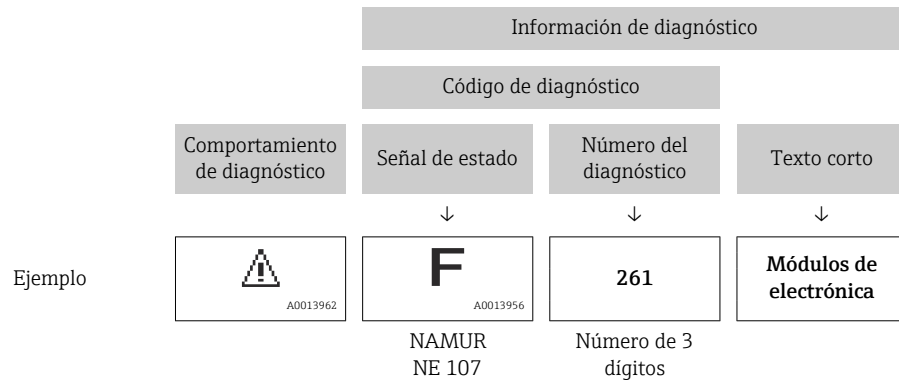 Información de diagnóstico
Código de diagnóstico
Comportamiento
de diagnóstico
Señal de estado
Número del
diagnóstico
Texto corto
↓ ↓ ↓
Ejemplo
A0013962
F
A0013956
261
Módulos de
electrónica
NAMUR
NE 107
Número de 3
dígitos